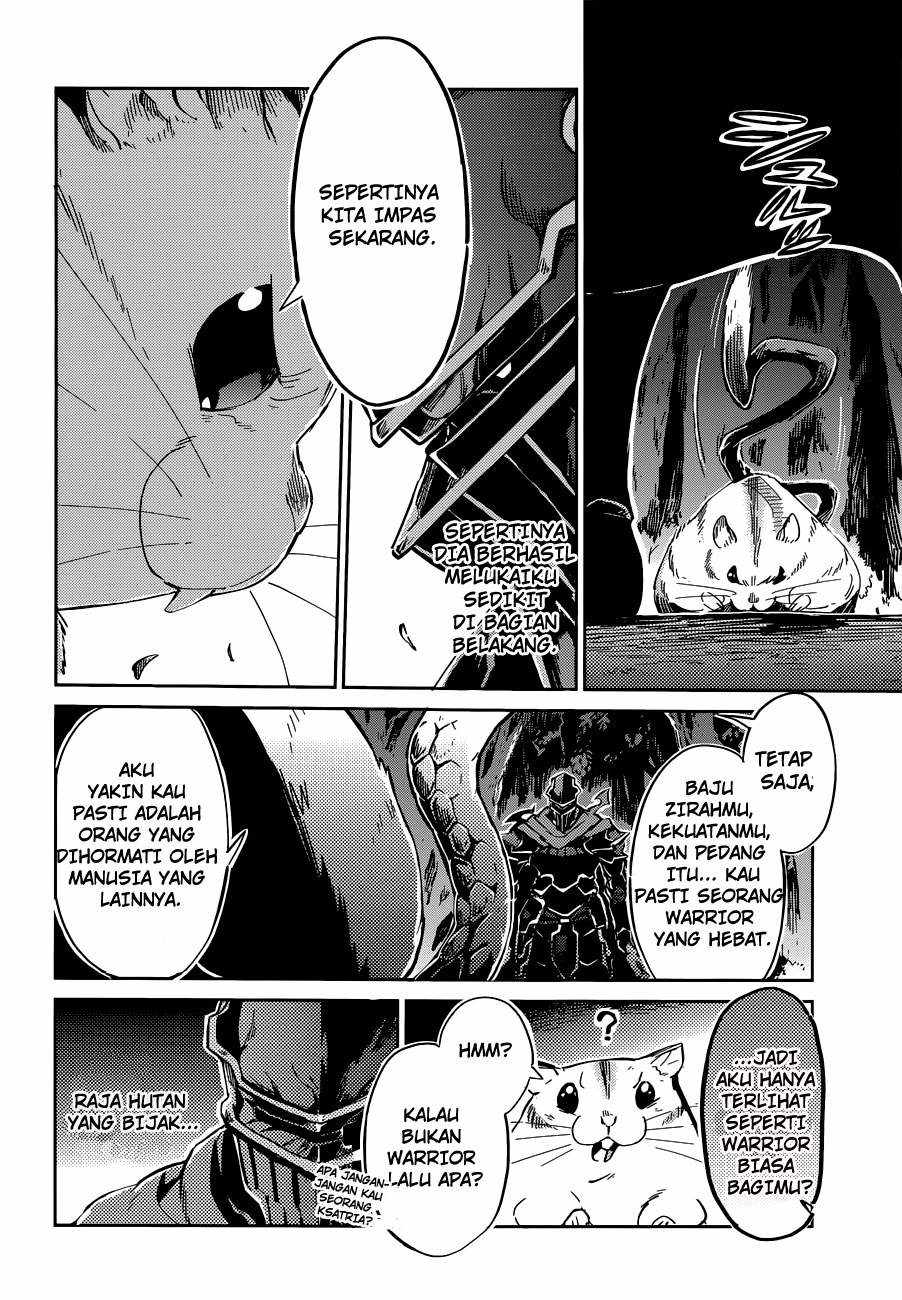 SEPERTINYA
KITA IMPAS
SEKARANG.
SEPERTINYA
DIA BERHASIL
MELUKAIKU
SEDIKIT
DI BAGIAN
BELAKANG.
TETAP
SAJA,
BAJU
ZIRAHMU,
KEKUATANMU,
DAN PEDANG
ITU... KAU
PASTI SEORANG
WARRIOR
YANG HEBAT.
AKU
YAKIN KAU
PASTI ADALAH
ORANG YANG
DIHORMATI OLEH
MANUSIA YANG
LAINNYA.
...JADI
AKU HANYA
TERLIHAT
SEPERTI
WARRIOR
BIASA
BAGIMU?
?
HMM?
KALAU
BUKAN
WARRIOR
LALU APA?
APA JANGAN-
JANGAN KAU
SEORANG
KSATRIA?
RAJA HUTAN
YANG BIJAK...